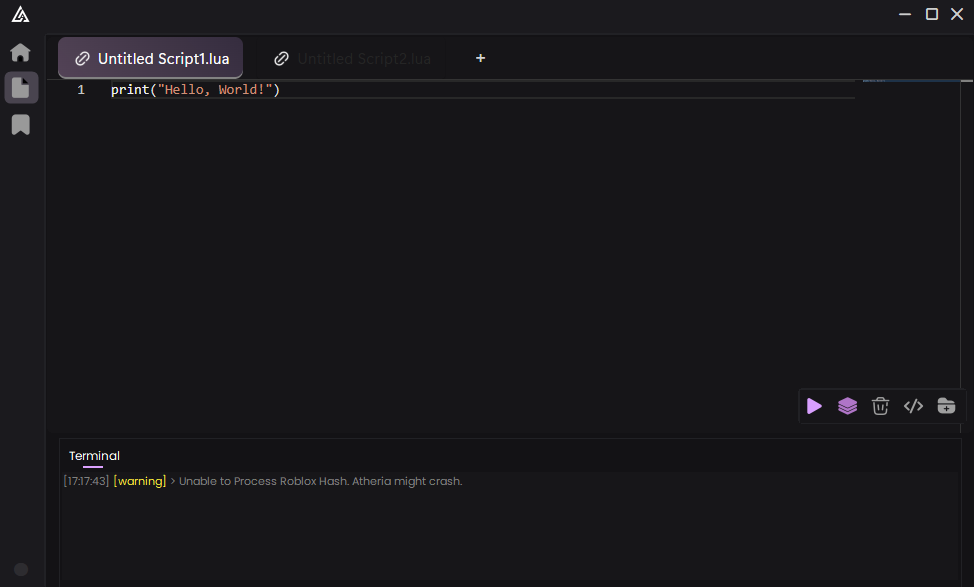 Untitled Script1.lua
Untitled Script2.lua
+
1 print("Hello, World!")
Terminal
[17:17:43] [warning] > Unable to Process Roblox Hash. Atheria might crash.